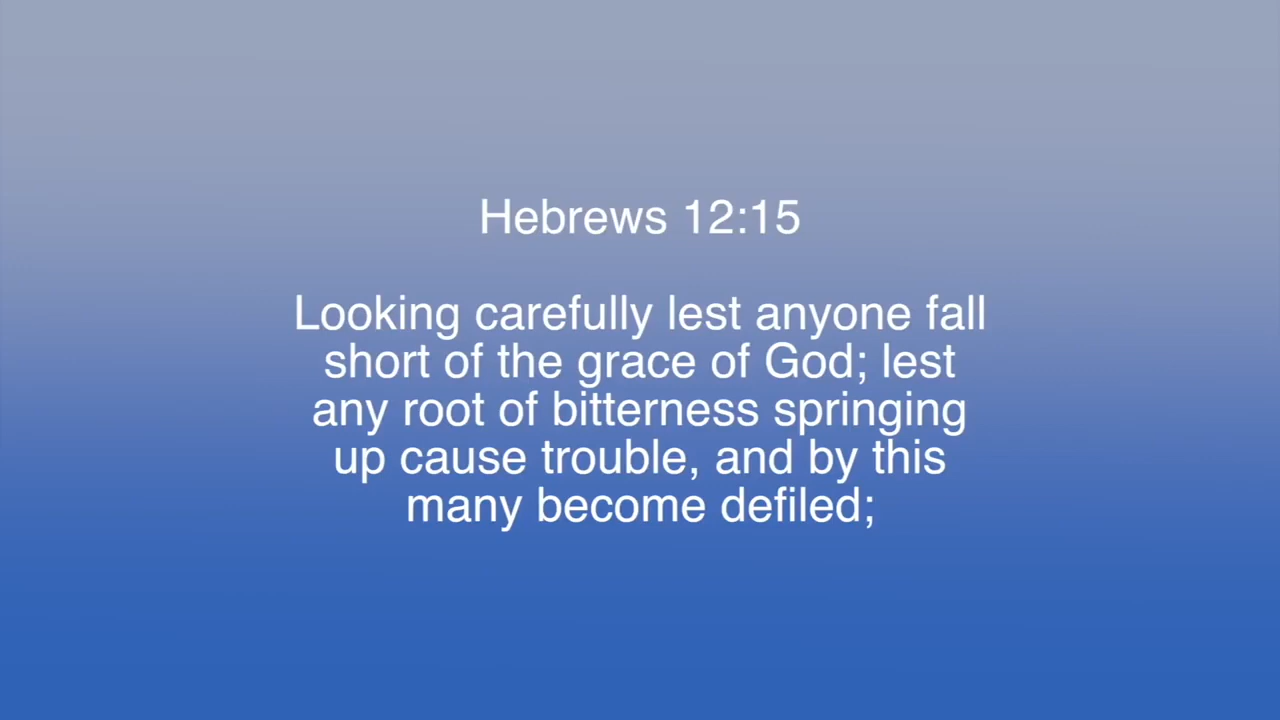 Hebrews 12:15
Looking carefully lest anyone fall
short of the grace of God; lest
any root of bitterness springing
up cause trouble, and by this
many become defiled;